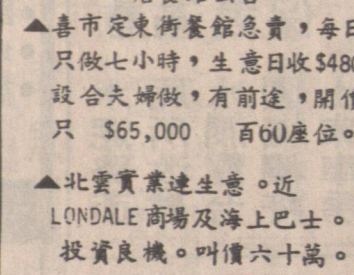 ▲喜市定東街餐館急賣,每日
只做七小時,生意日收$480
設合夫婦做,有前途,開價
只 $65,000 百60座位。
▲北雲實業連生意。近
LONDALE 商場及海上巴士。
投資良機。叫價六十萬。